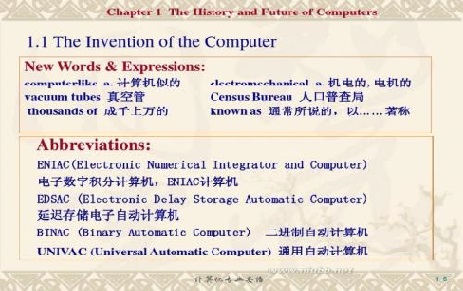 Chapter 1 The History and Future of Computers
1.1 The Invention of the Computer
New Words & Expressions:
computerlike a. 计算机似的 electromechanical a. 机电的, 电机的
vacuum tubes 真空管 Census Bureau 人口普查局
thousands of 成千上万的 known as 通常所说的，以……著称
Abbreviations:
ENIAC(Electronic Numerical Integrator and Computer)
电子数字积分计算机，ENIAC计算机
EDSAC (Electronic Delay Storage Automatic Computer)
延迟存储电子自动计算机
BINAC (Binary Automatic Computer) 二进制自动计算机
UNIVAC (Universal Automatic Computer) 通用自动计算机
计算机专业英语